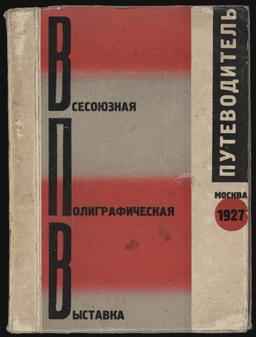 ВСЕСОЮЗНАЯ
ПОЛИГРАФИЧЕСКАЯ
ВЫСТАВКА
ПУТЕВОДИТЕЛЬ
МОСКВА
1927